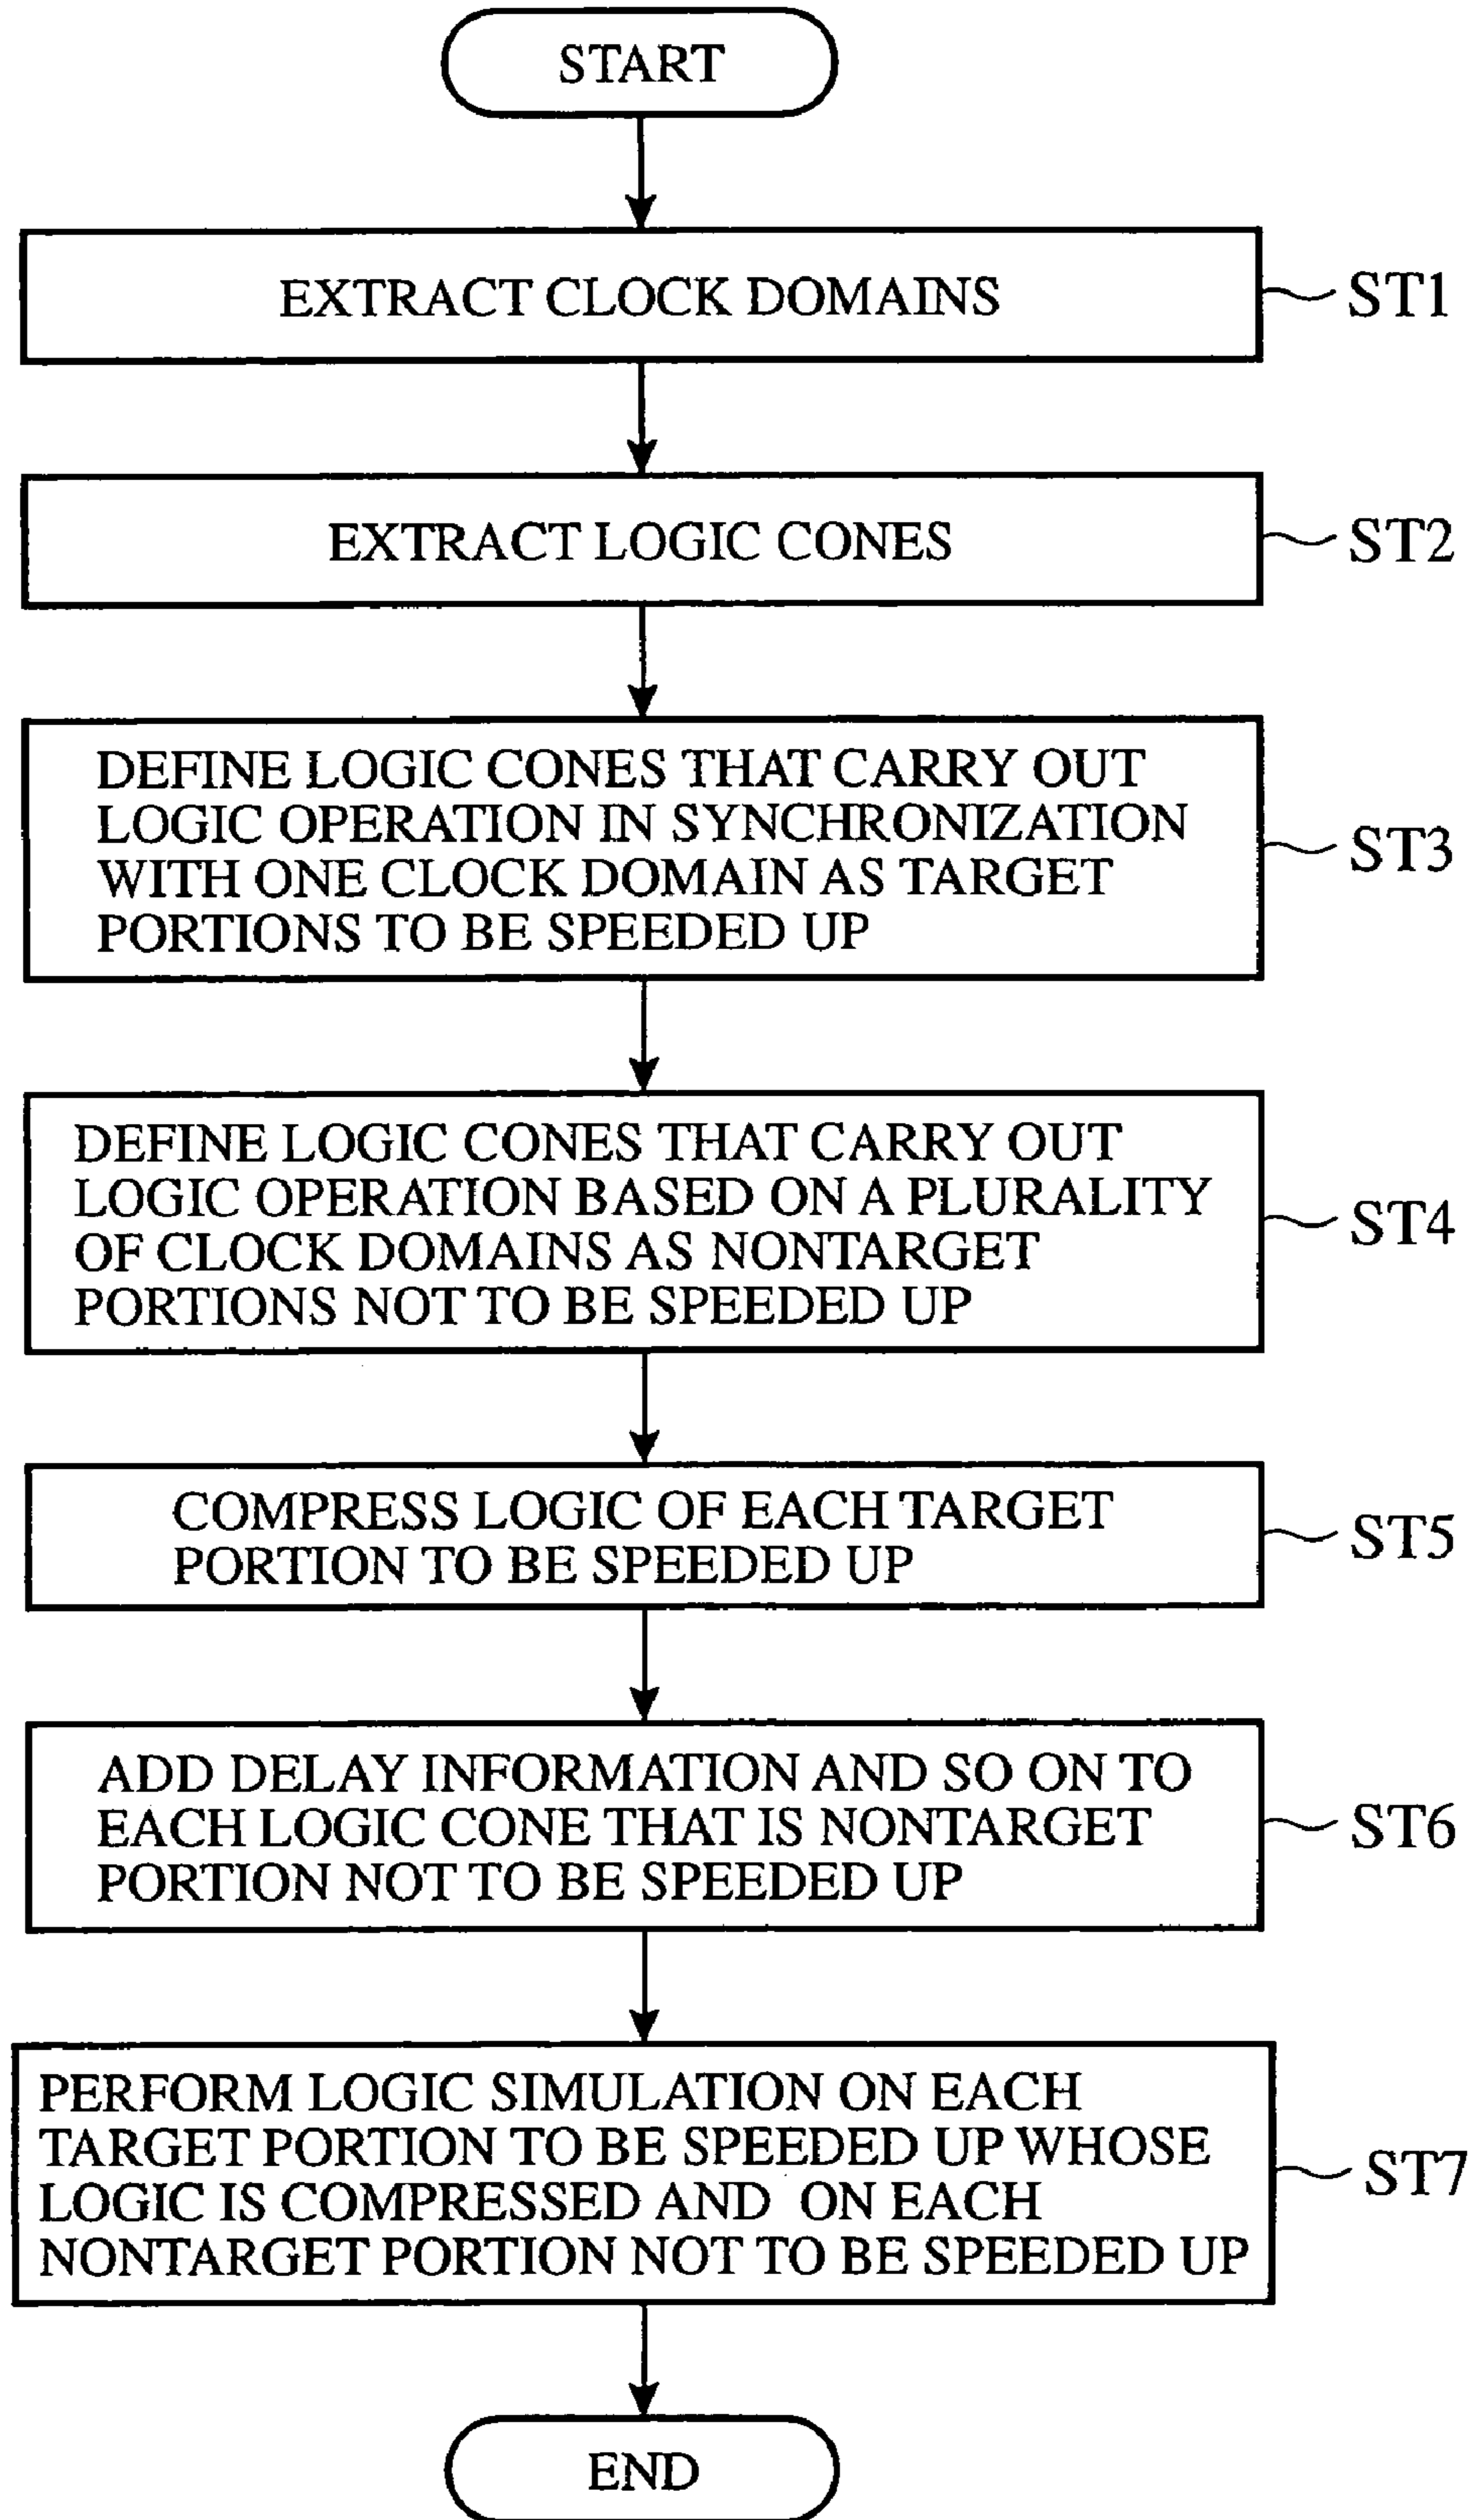 START
EXTRACT CLOCK DOMAINS
ST1
EXTRACT LOGIC CONES
ST2
DEFINE LOGIC CONES THAT CARRY OUT
LOGIC OPERATION IN SYNCHRONIZATION
WITH ONE CLOCK DOMAIN AS TARGET
PORTIONS TO BE SPEEDED UP
ST3
DEFINE LOGIC CONES THAT CARRY OUT
LOGIC OPERATION BASED ON A PLURALITY
OF CLOCK DOMAINS AS NONTARGET
PORTIONS NOT TO BE SPEEDED UP
ST4
COMPRESS LOGIC OF EACH TARGET
PORTION TO BE SPEEDED UP
ST5
ADD DELAY INFORMATION AND SO ON TO
EACH LOGIC CONE THAT IS NONTARGET
PORTION NOT TO BE SPEEDED UP
ST6
PERFORM LOGIC SIMULATION ON EACH
TARGET PORTION TO BE SPEEDED UP WHOSE
LOGIC IS COMPRESSED AND ON EACH
NONTARGET PORTION NOT TO BE SPEEDED UP
ST7
END